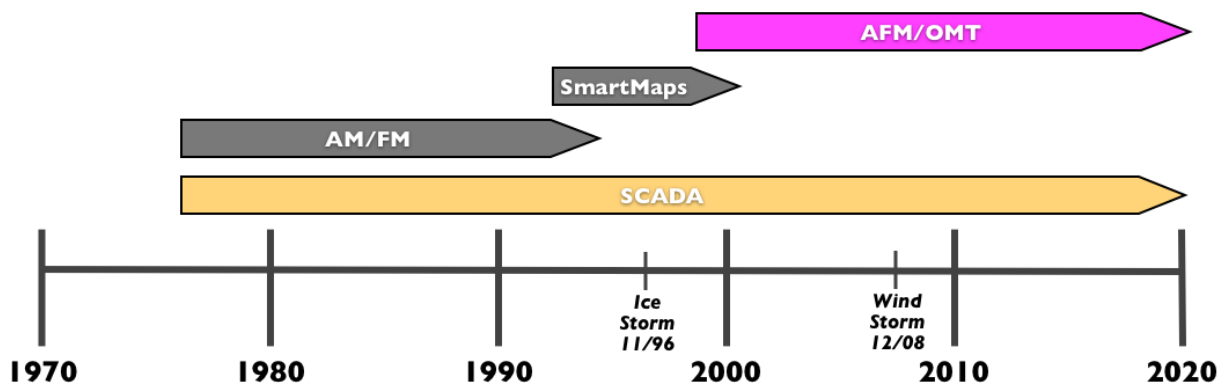 AFM/OMT
SmartMaps
AM/FM
SCADA
Ice
Storm
11/96
Wind
Storm
12/08
1970 1980 1990 2000 2010 2020